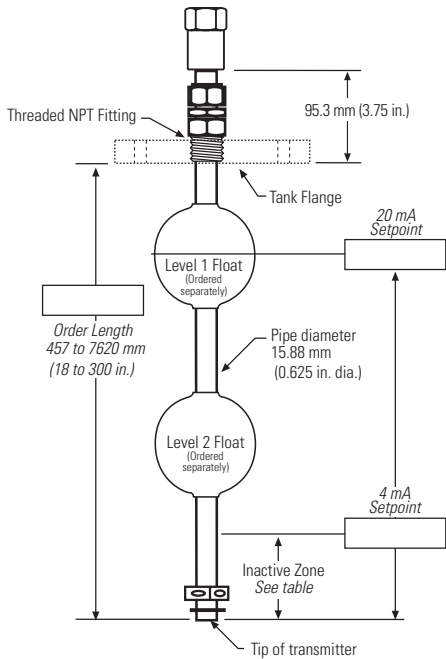 Threaded NPT Fitting
95.3 mm (3.75 in.)
Tank Flange
20 mA
Setpoint
Level 1 Float
(Ordered
separately)
Order Length
457 to 7620 mm
(18 to 300 in.)
Pipe diameter
15.88 mm
(0.625 in. dia.)
Level 2 Float
(Ordered
separately)
4 mA
Setpoint
Inactive Zone
See table
Tip of transmitter